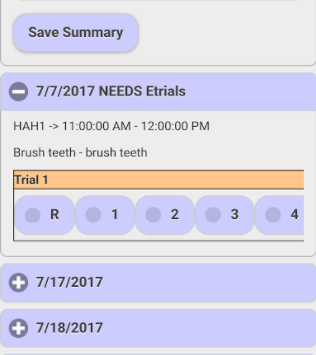 Save Summary
7/7/2017 NEEDS Etrials
HAH1 -> 11:00:00 AM - 12:00:00 PM
Brush teeth - brush teeth
Trial 1
R 1 2 3 4
7/17/2017
7/18/2017